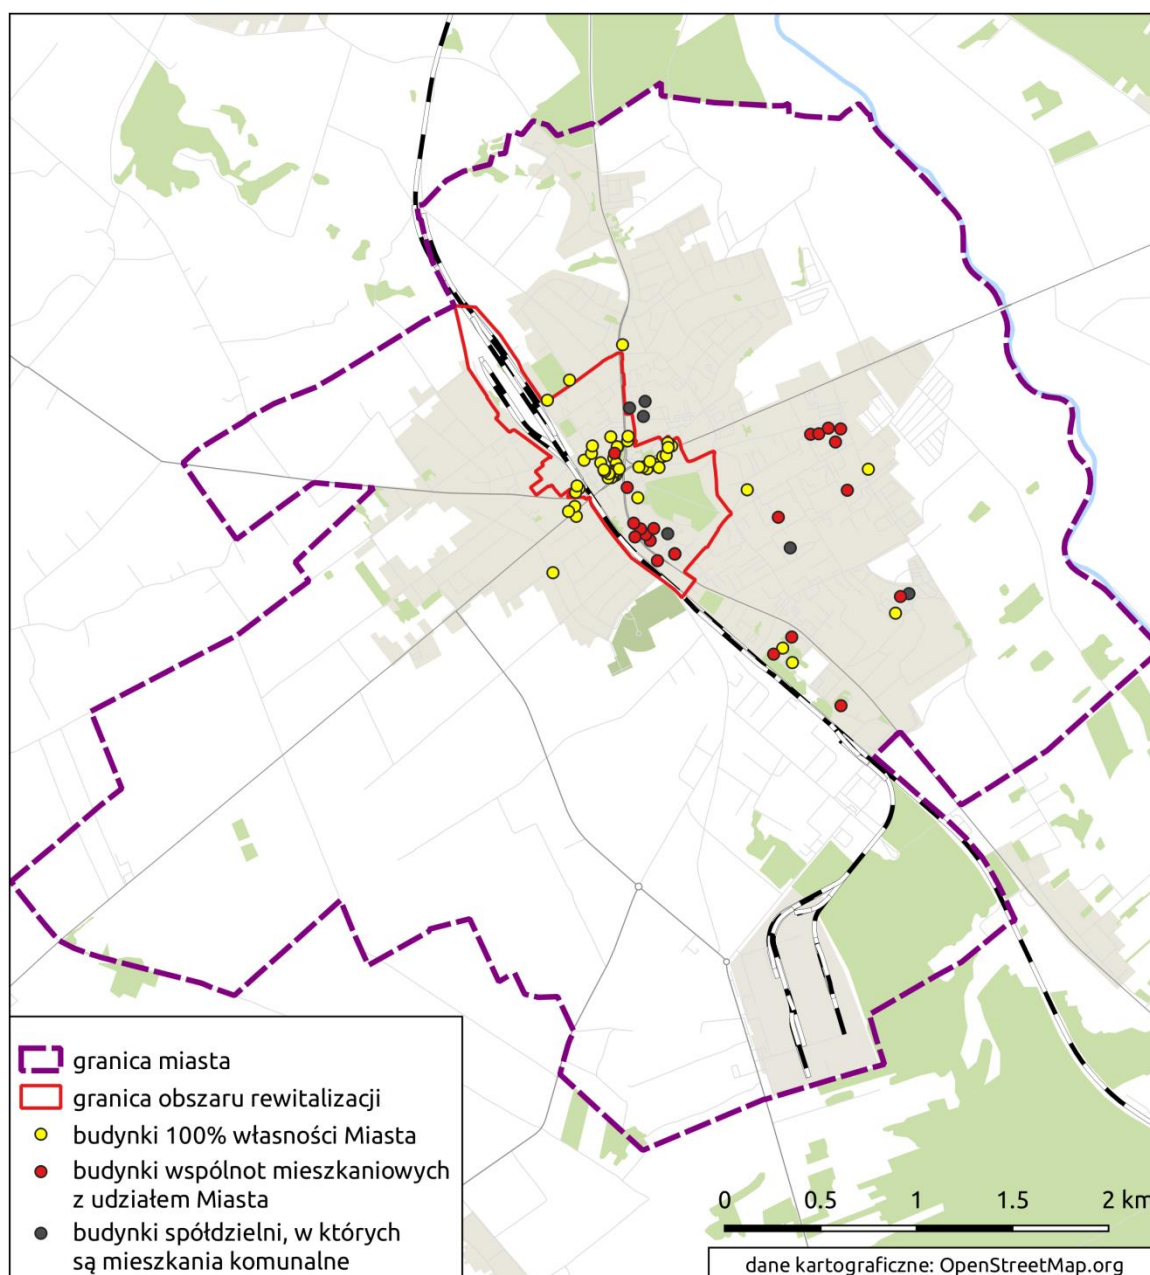 granica miasta
granica obszaru rewitalizacji
budynki 100% własności Miasta
budynki wspólnot mieszkaniowych
z udziałem Miasta
budynki spółdzielni, w których
są mieszkania komunalne
0 0.5 1 1.5 2 km
dane kartograficzne: OpenStreetMap.org